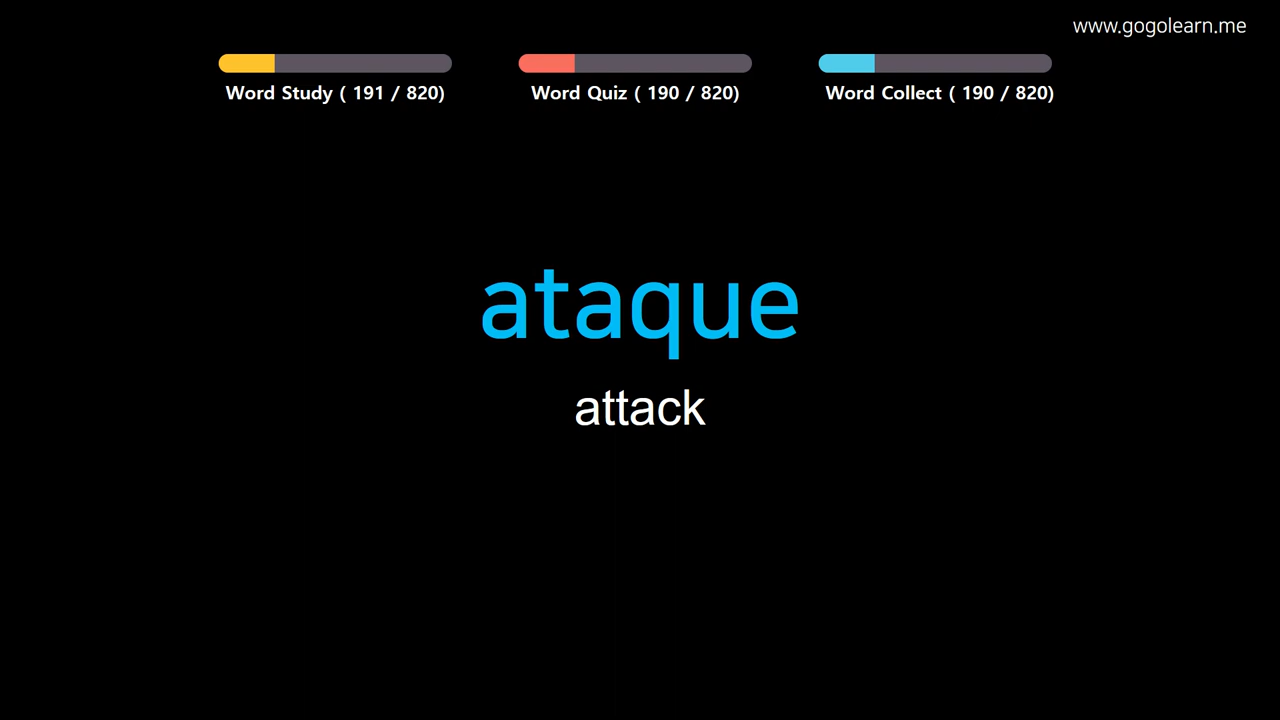 www.gogolearn.me
Word Study ( 191 / 820)
Word Quiz ( 190 / 820)
Word Collect ( 190 / 820)
ataque
attack